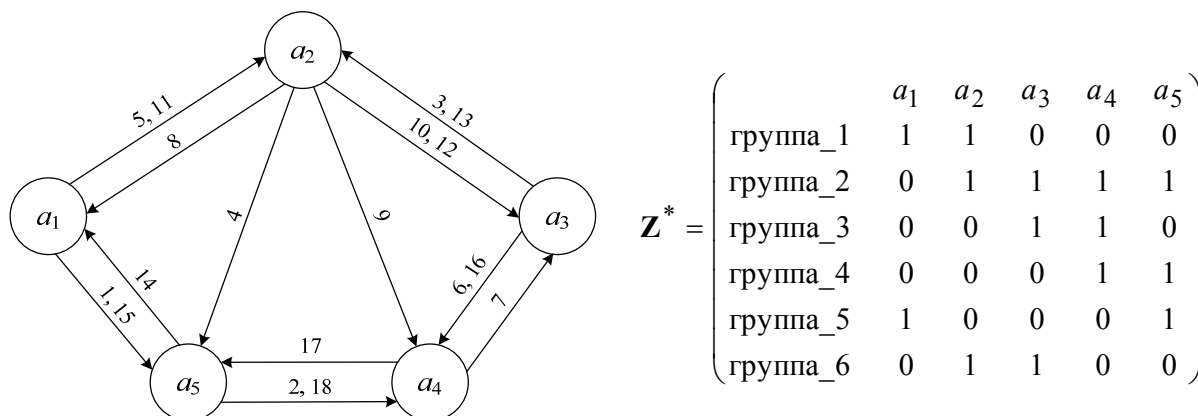 a2
5, 11
8
4
9
3, 13
10, 12
a1
a3
14
1, 15
6, 16
7
17
2, 18
a5
a4
Z* =
a1 a2 a3 a4 a5
группа_1 1 1 0 0 0
группа_2 0 1 1 1 1
группа_3 0 0 1 1 0
группа_4 0 0 0 1 1
группа_5 1 0 0 0 1
группа_6 0 1 1 0 0